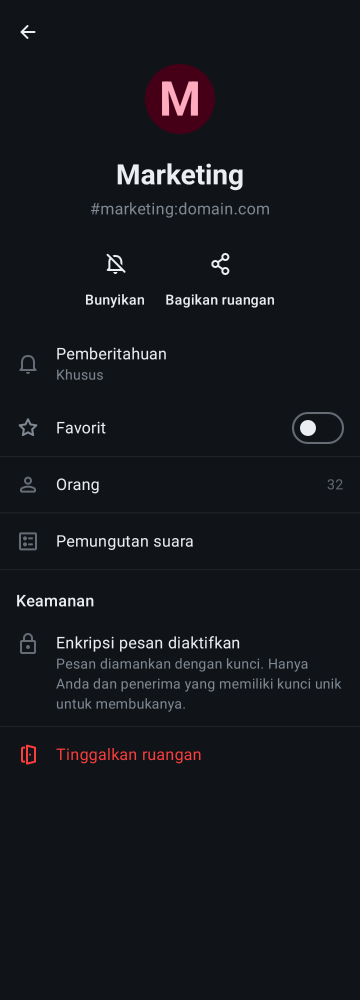 M
Marketing
#marketing:domain.com
Bunyikan
Bagikan ruangan
Pemberitahuan
Khusus
Favorit
Orang
32
Pemungutan suara
Keamanan
Enkripsi pesan diaktifkan
Pesan diamankan dengan kunci. Hanya
Anda dan penerima yang memiliki kunci unik
untuk membukanya.
Tinggalkan ruangan